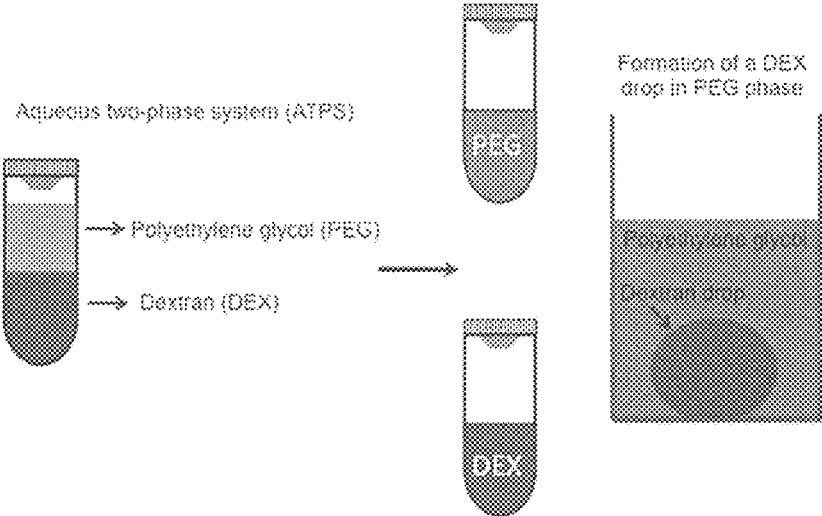 Aqueous two-phase system (ATPS)
Polyethylene glycol (PEG)
Dextran (DEX)
PEG
DEX
Formation of a DEX
drop in PEG phase
Polyethylene glycol
Dextran drop